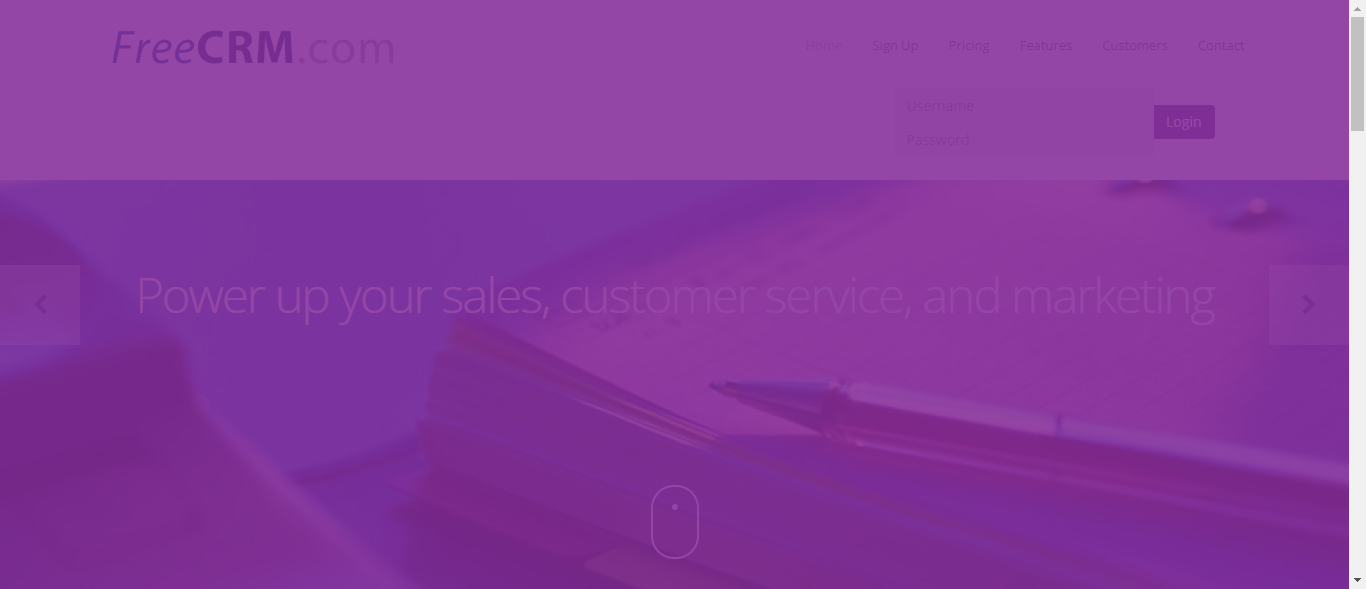 FreeCRM.com
Home Sign Up Pricing Features Customers Contact
Username
Password
Login
Power up your sales, customer service, and marketing